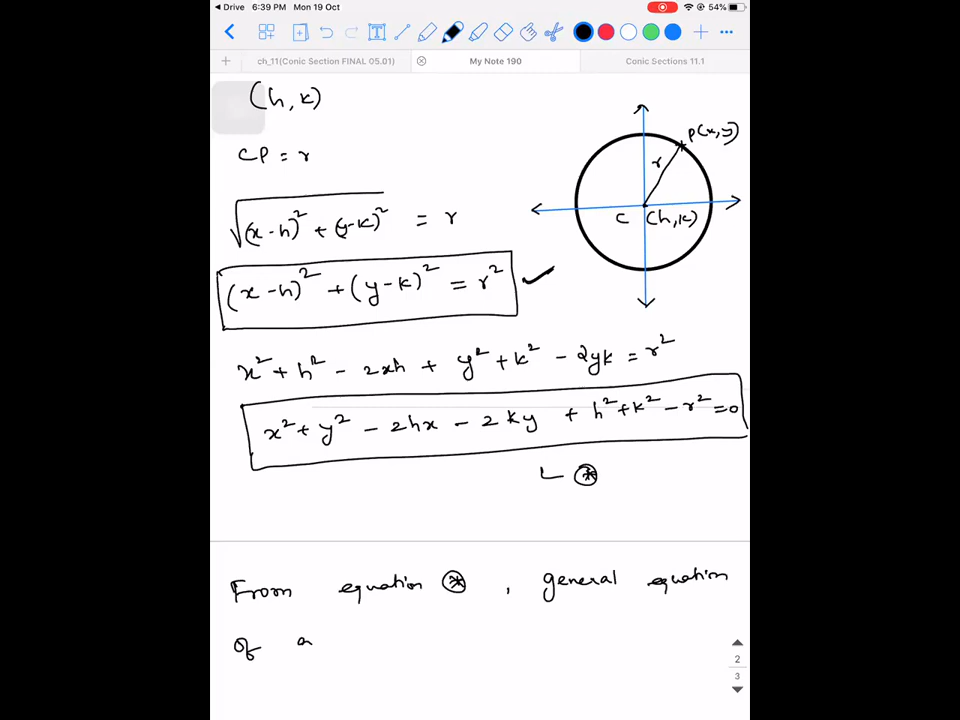 Drive 6:39 PM Mon 19 Oct 54%
ch_11(Conic Section FINAL 05.01) My Note 190 Conic Sections 11.1
(h, k)
CP = r
√(x-h)² + (y-k)² = r
(x-h)² + (y-k)² = r²
P(x,y)
r
C (h,k)
x² + h² - 2xh + y² + k² - 2yk = r²
x² + y² - 2hx - 2ky + h² + k² - r² = 0
⊛
From equation ⊛ , general equation
of a
2
3